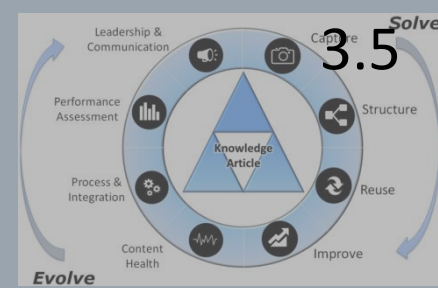 Solve
3.5
Leadership &
Communication
Capture
Performance
Assessment
Structure
Knowledge
Article
Process &
Integration
Reuse
Content
Health
Improve
Evolve